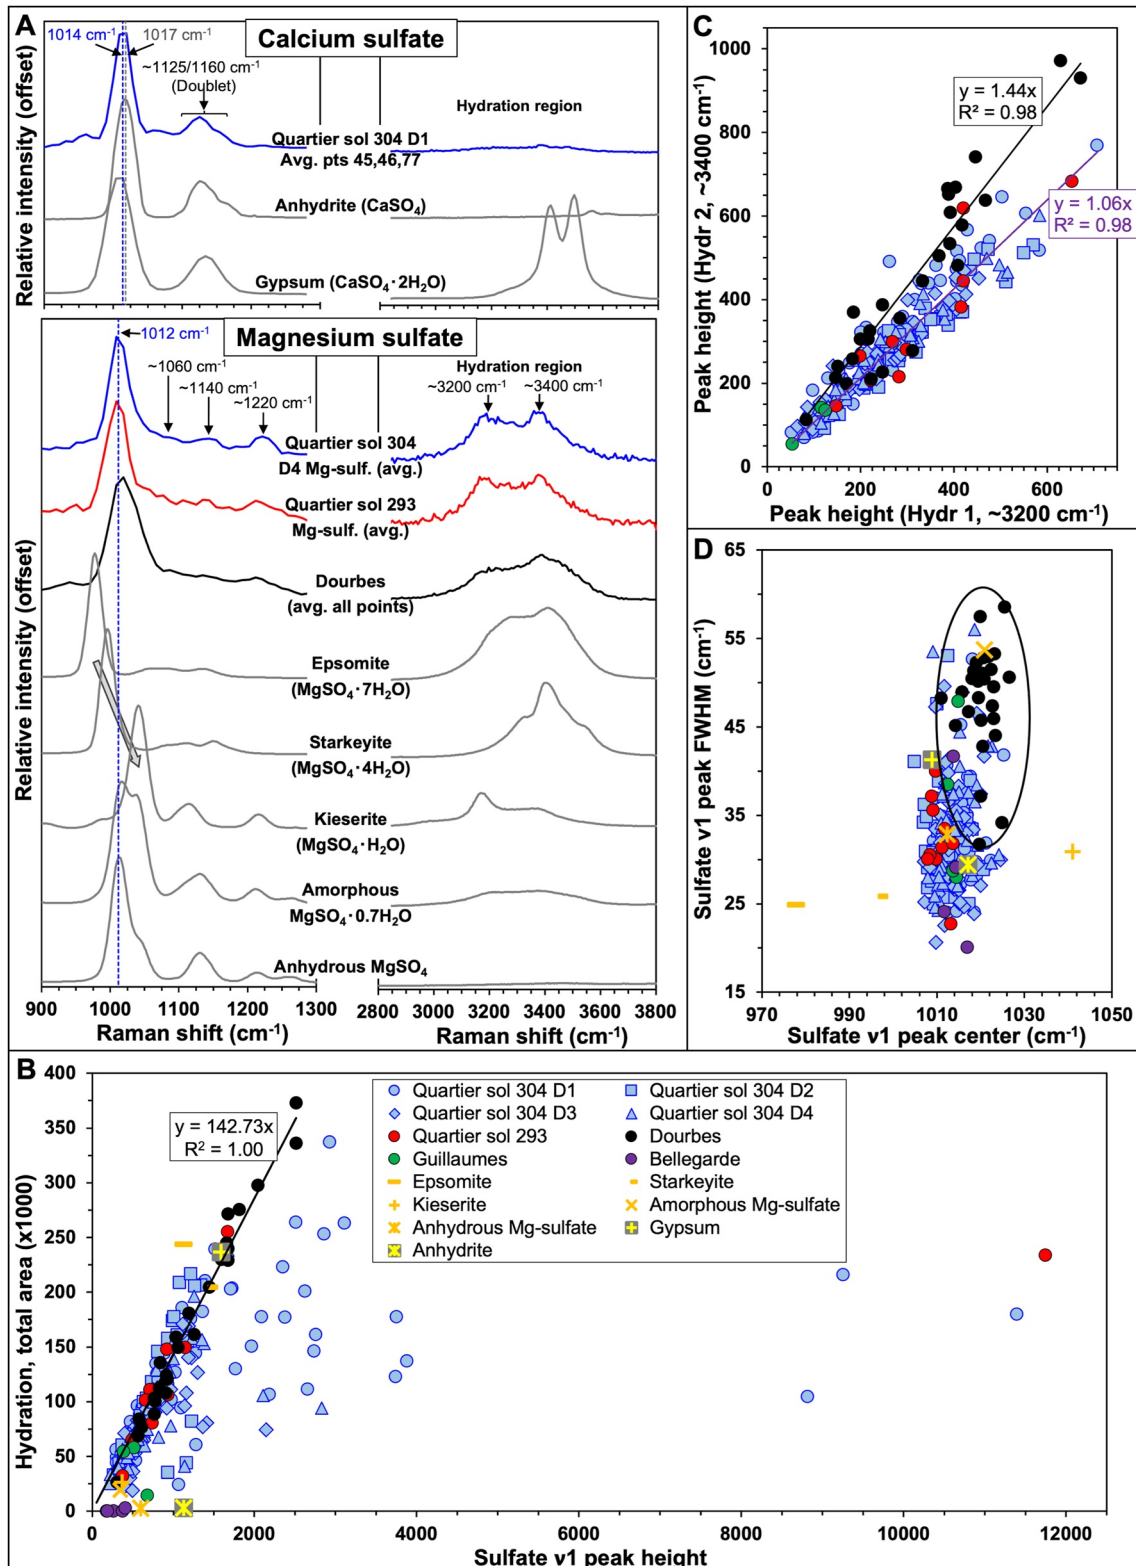 A
Calcium sulfate
1014 cm-1
1017 cm-1
~1125/1160 cm-1
(Doublet)
Hydration region
Quartier sol 304 D1
Avg. pts 45,46,77
Anhydrite (CaSO4)
Gypsum (CaSO4·2H2O)
Relative intensity (offset)
Magnesium sulfate
1012 cm-1
~1060 cm-1
~1140 cm-1
~1220 cm-1
Hydration region
~3200 cm-1
~3400 cm-1
Quartier sol 304
D4 Mg-sulf. (avg.)
Quartier sol 293
Mg-sulf. (avg.)
Dourbes
(avg. all points)
Epsomite
(MgSO4·7H2O)
Starkeyite
(MgSO4·4H2O)
Kieserite
(MgSO4·H2O)
Amorphous
MgSO4·0.7H2O
Anhydrous MgSO4
Relative intensity (offset)
900 1000 1100 1200 1300
2800 3000 3200 3400 3600 3800
Raman shift (cm-1)
Raman shift (cm-1)
C
Peak height (Hydr 2, ~3400 cm-1)
1000
800
600
400
200
0
y = 1.44x
R² = 0.98
y = 1.06x
R² = 0.98
0 200 400 600
Peak height (Hydr 1, ~3200 cm-1)
D
Sulfate ν1 peak FWHM (cm-1)
65
55
45
35
25
15
970 990 1010 1030 1050
Sulfate ν1 peak center (cm-1)
B
Hydration, total area (x1000)
400
350
300
250
200
150
100
50
0
y = 142.73x
R2 = 1.00
Quartier sol 304 D1
Quartier sol 304 D2
Quartier sol 304 D3
Quartier sol 304 D4
Quartier sol 293
Dourbes
Guillaumes
Bellegarde
Epsomite
Starkeyite
Kieserite
Amorphous Mg-sulfate
Anhydrous Mg-sulfate
Gypsum
Anhydrite
0 2000 4000 6000 8000 10000 12000
Sulfate ν1 peak height